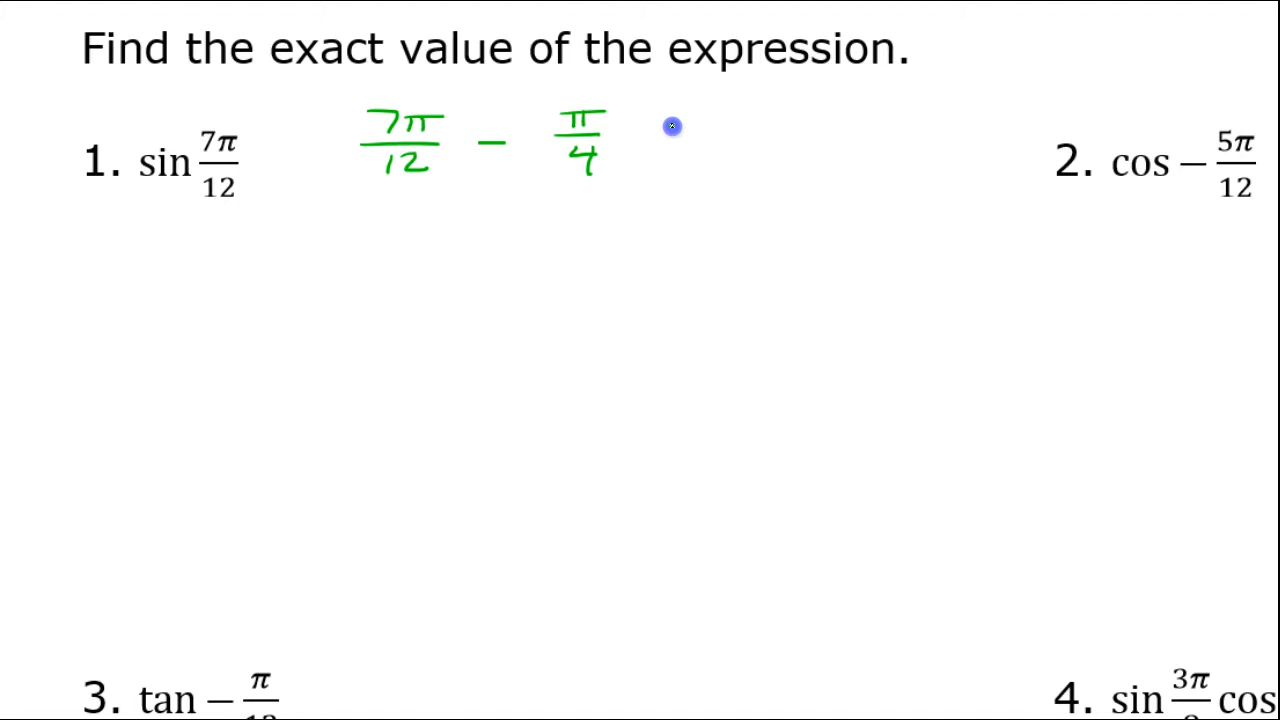 Find the exact value of the expression.
1. sin 7π/12
7π/12 − π/4
2. cos − 5π/12
3. tan − π/
4. sin 3π/ cos